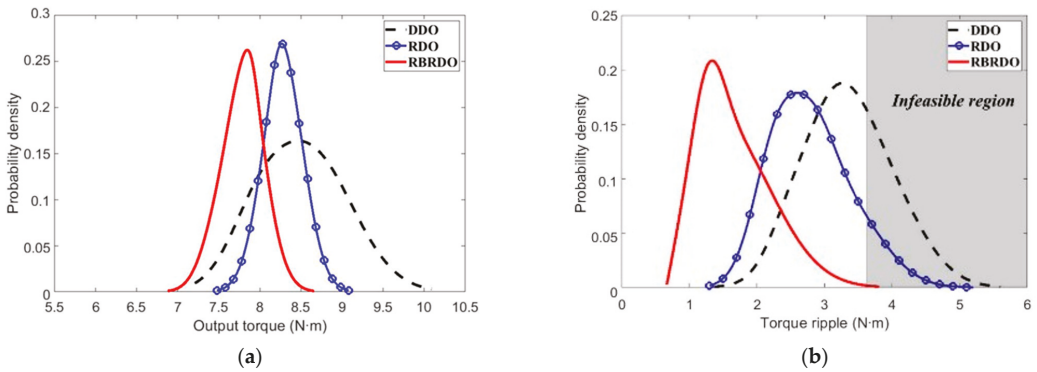 0.3
0.25
0.2
0.15
0.1
0.05
0
Probability density
DDO
RDO
RBRDO
5.5 6 6.5 7 7.5 8 8.5 9 9.5 10 10.5
Output torque (N·m)
(a)
0.25
0.2
0.15
0.1
0.05
0
Probability density
DDO
RDO
RBRDO
Infeasible region
0 1 2 3 4 5 6
Torque ripple (N·m)
(b)